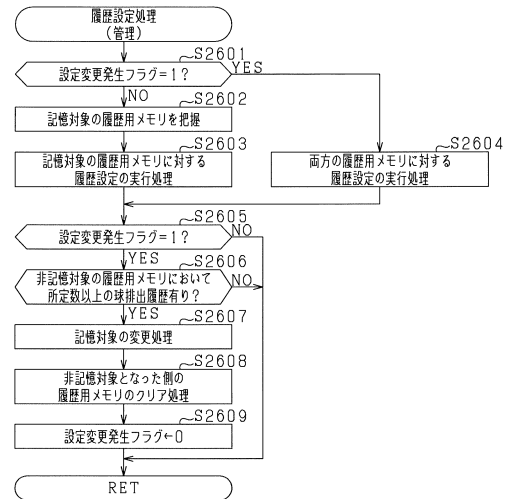 履歴設定処理
(管理)
S2601
設定変更発生フラグ=1?
YES
NO
S2602
記憶対象の履歴用メモリを把握
S2603
記憶対象の履歴用メモリに対する
履歴設定の実行処理
S2604
両方の履歴用メモリに対する
履歴設定の実行処理
S2605
設定変更発生フラグ=1?
NO
YES
S2606
非記憶対象の履歴用メモリにおいて
所定数以上の球排出履歴有り?
NO
YES
S2607
記憶対象の変更処理
S2608
非記憶対象となった側の
履歴用メモリのクリア処理
S2609
設定変更発生フラグ←0
RET